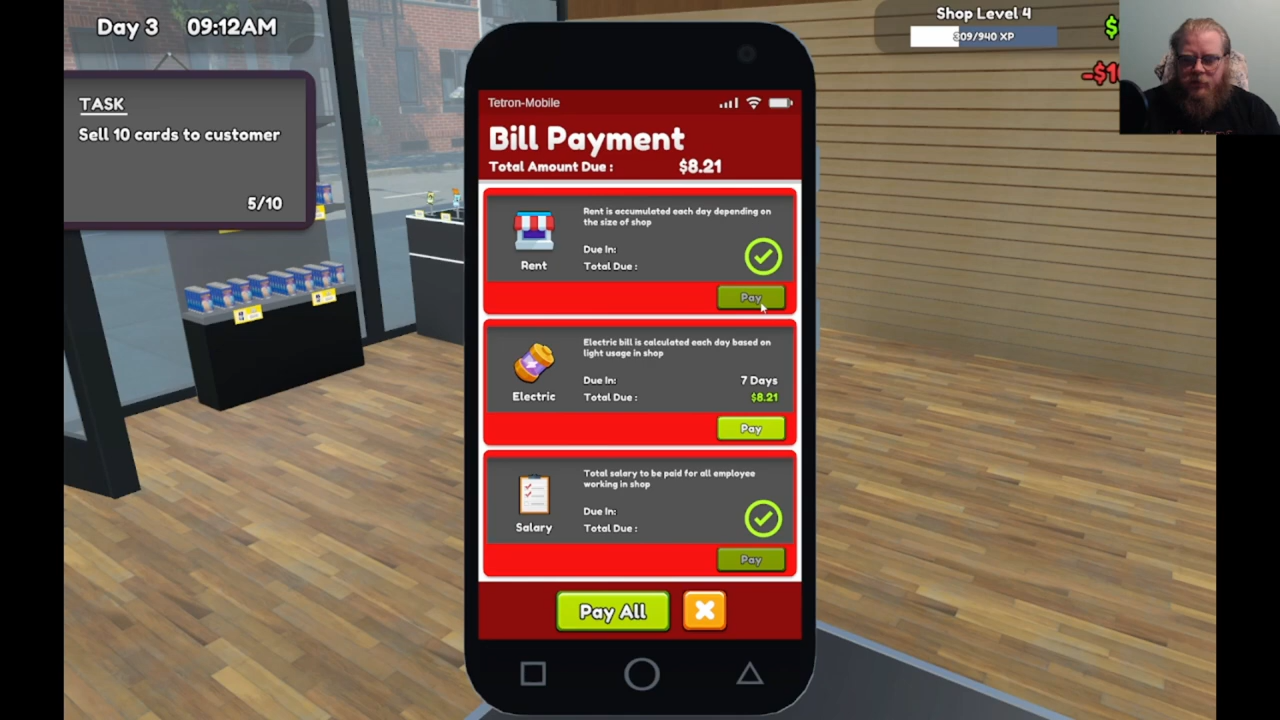 Day 3 09:12AM
Shop Level 4
309/940 XP
$
-$1
TASK
Sell 10 cards to customer
5/10
Tetron-Mobile
Bill Payment
Total Amount Due : $8.21
Rent is accumulated each day depending on
the size of shop
Due In:
Total Due :
Rent
Pay
Electric bill is calculated each day based on
light usage in shop
Due In: 7 Days
Total Due : $8.21
Electric
Pay
Total salary to be paid for all employee
working in shop
Due In:
Total Due :
Salary
Pay
Pay All